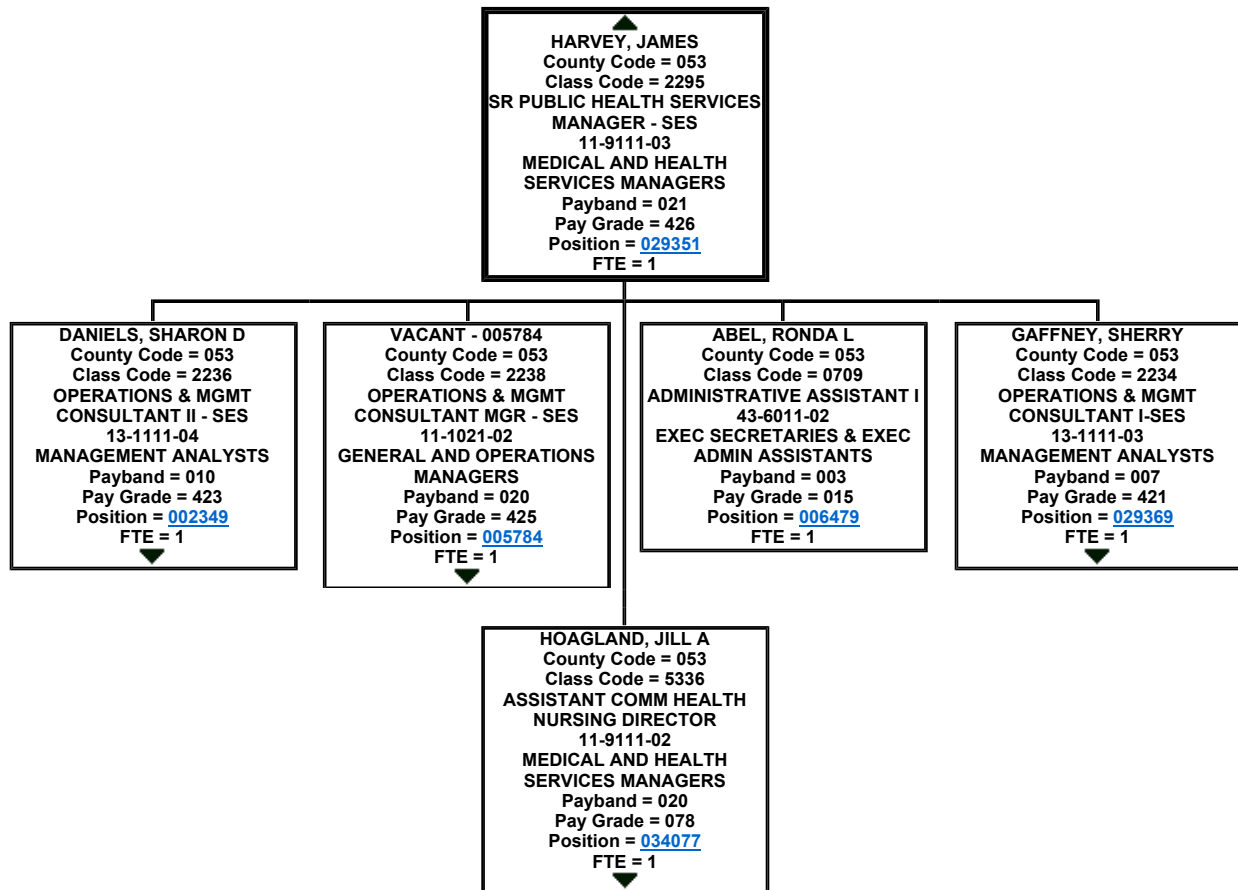 HARVEY, JAMES
County Code = 053
Class Code = 2295
SR PUBLIC HEALTH SERVICES
MANAGER - SES
11-9111-03
MEDICAL AND HEALTH
SERVICES MANAGERS
Payband = 021
Pay Grade = 426
Position = 029351
FTE = 1
DANIELS, SHARON D
County Code = 053
Class Code = 2236
OPERATIONS & MGMT
CONSULTANT II - SES
13-1111-04
MANAGEMENT ANALYSTS
Payband = 010
Pay Grade = 423
Position = 002349
FTE = 1
VACANT - 005784
County Code = 053
Class Code = 2238
OPERATIONS & MGMT
CONSULTANT MGR - SES
11-1021-02
GENERAL AND OPERATIONS
MANAGERS
Payband = 020
Pay Grade = 425
Position = 005784
FTE = 1
ABEL, RONDA L
County Code = 053
Class Code = 0709
ADMINISTRATIVE ASSISTANT I
43-6011-02
EXEC SECRETARIES & EXEC
ADMIN ASSISTANTS
Payband = 003
Pay Grade = 015
Position = 006479
FTE = 1
GAFFNEY, SHERRY
County Code = 053
Class Code = 2234
OPERATIONS & MGMT
CONSULTANT I-SES
13-1111-03
MANAGEMENT ANALYSTS
Payband = 007
Pay Grade = 421
Position = 029369
FTE = 1
HOAGLAND, JILL A
County Code = 053
Class Code = 5336
ASSISTANT COMM HEALTH
NURSING DIRECTOR
11-9111-02
MEDICAL AND HEALTH
SERVICES MANAGERS
Payband = 020
Pay Grade = 078
Position = 034077
FTE = 1